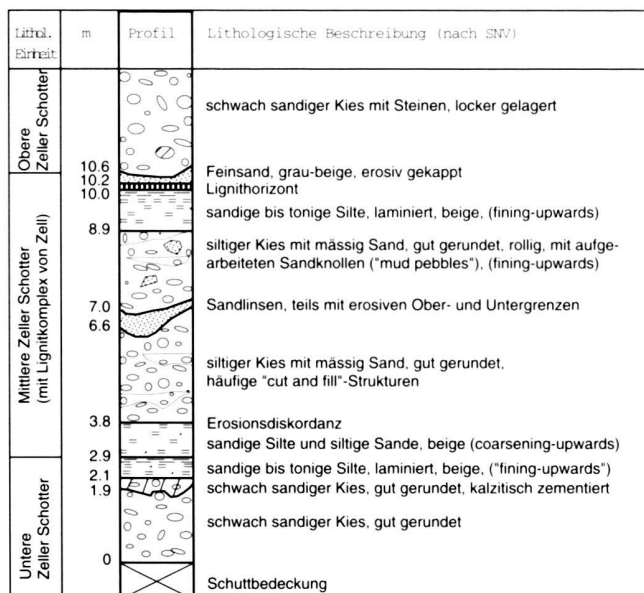 Lithol. Einheit
m
Profil
Lithologische Beschreibung (nach SNV)
Obere
Zeller Schotter
schwach sandiger Kies mit Steinen, locker gelagert
10.6
Feinsand, grau-beige, erosiv gekappt
10.2
Lignithorizont
10.0
Mittlere Zeller Schotter
(mit Lignitkomplex von Zell)
sandige bis tonige Silte, laminiert, beige, (fining-upwards)
8.9
siltiger Kies mit mässig Sand, gut gerundet, rollig, mit aufge-
arbeiteten Sandknollen ("mud pebbles"), (fining-upwards)
7.0
Sandlinsen, teils mit erosiven Ober- und Untergrenzen
6.6
siltiger Kies mit mässig Sand, gut gerundet,
häufige "cut and fill"-Strukturen
3.8
Erosionsdiskordanz
sandige Silte und siltige Sande, beige (coarsening-upwards)
2.9
Untere
Zeller Schotter
sandige bis tonige Silte, laminiert, beige, ("fining-upwards")
2.1
schwach sandiger Kies, gut gerundet, kalzitisch zementiert
1.9
schwach sandiger Kies, gut gerundet
0
Schuttbedeckung